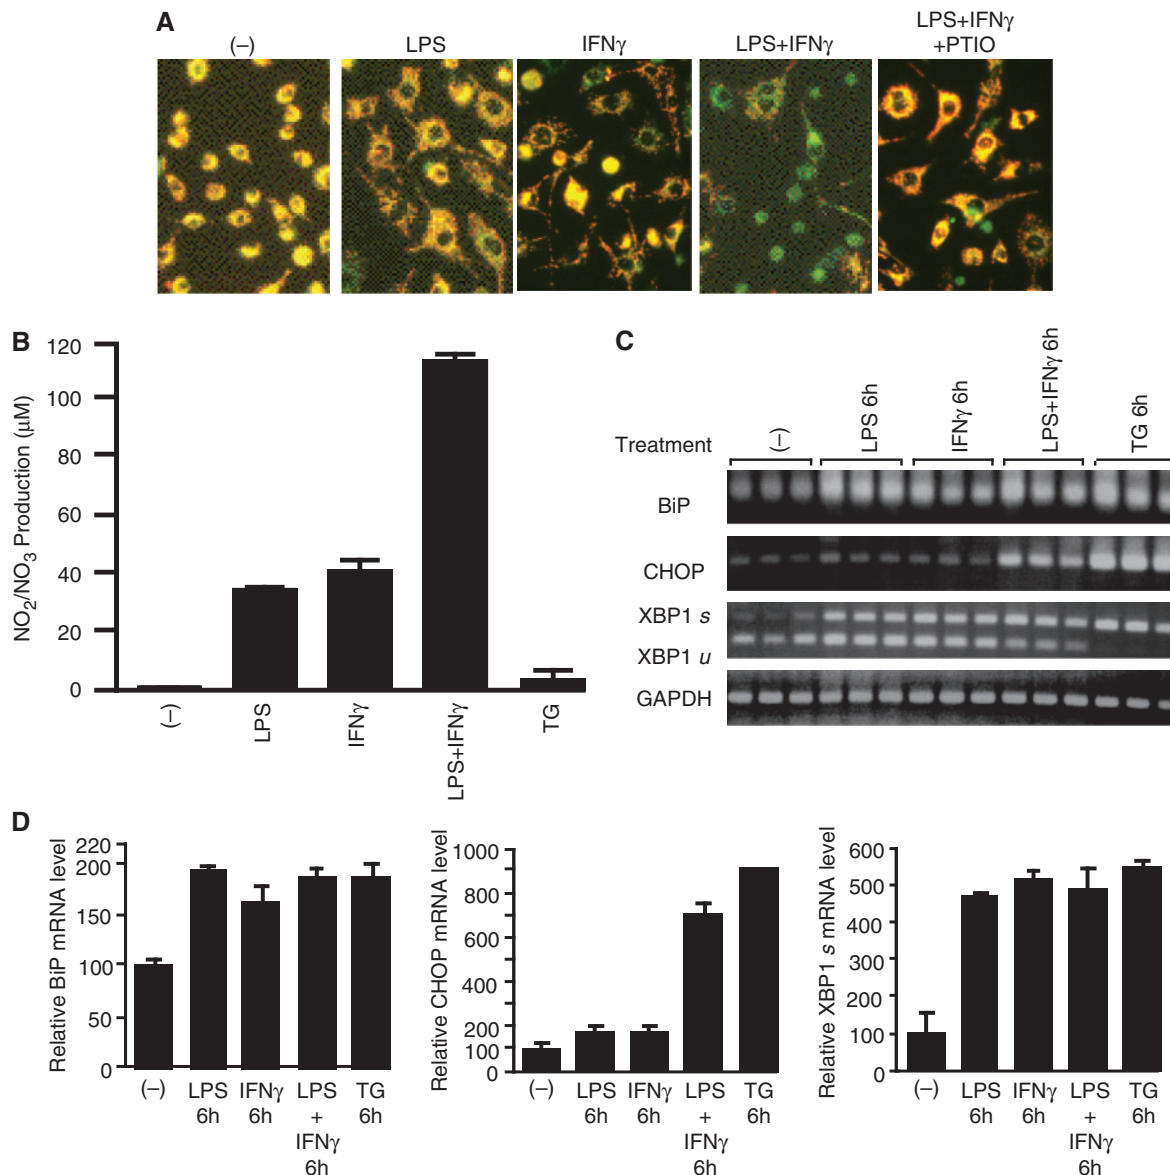 A
(–)
LPS
IFNγ
LPS+IFNγ
LPS+IFNγ
+PTIO
B
NO2/NO3 Production (μM)
120
100
80
60
40
20
0
(–)
LPS
IFNγ
LPS+IFNγ
TG
C
Treatment
(–)
LPS 6h
IFNγ 6h
LPS+IFNγ 6h
TG 6h
BiP
CHOP
XBP1 s
XBP1 u
GAPDH
D
Relative BiP mRNA level
220
200
150
100
50
0
(–)
LPS
6h
IFNγ
6h
LPS
+
IFNγ
6h
TG
6h
Relative CHOP mRNA level
1000
800
600
400
200
100
0
(–)
LPS
6h
IFNγ
6h
LPS
+
IFNγ
6h
TG
6h
Relative XBP1 s mRNA level
600
500
400
300
200
100
0
(–)
LPS
6h
IFNγ
6h
LPS
+
IFNγ
6h
TG
6h